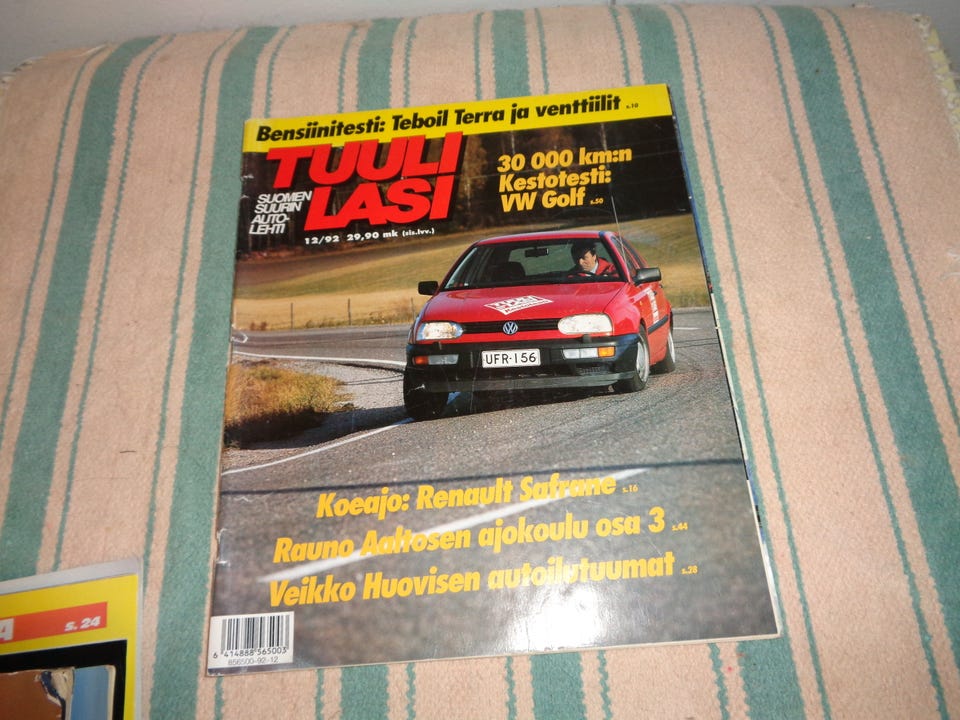 Bensiinitesti: Teboil Terra ja venttiilit s.10
TUULI
LASI
SUOMEN
SUURIN
AUTO-
LEHTI
12/92 29,90 mk (sis.lvv.)
30 000 km:n
Kestotesti:
VW Golf s.50
UFR-156
Koeajo: Renault Safrane s.16
Rauno Aaltosen ajokoulu osa 3 s.44
Veikko Huovisen autoilutuumat s.28
6 414888 565003
856500-92-12
A s. 24